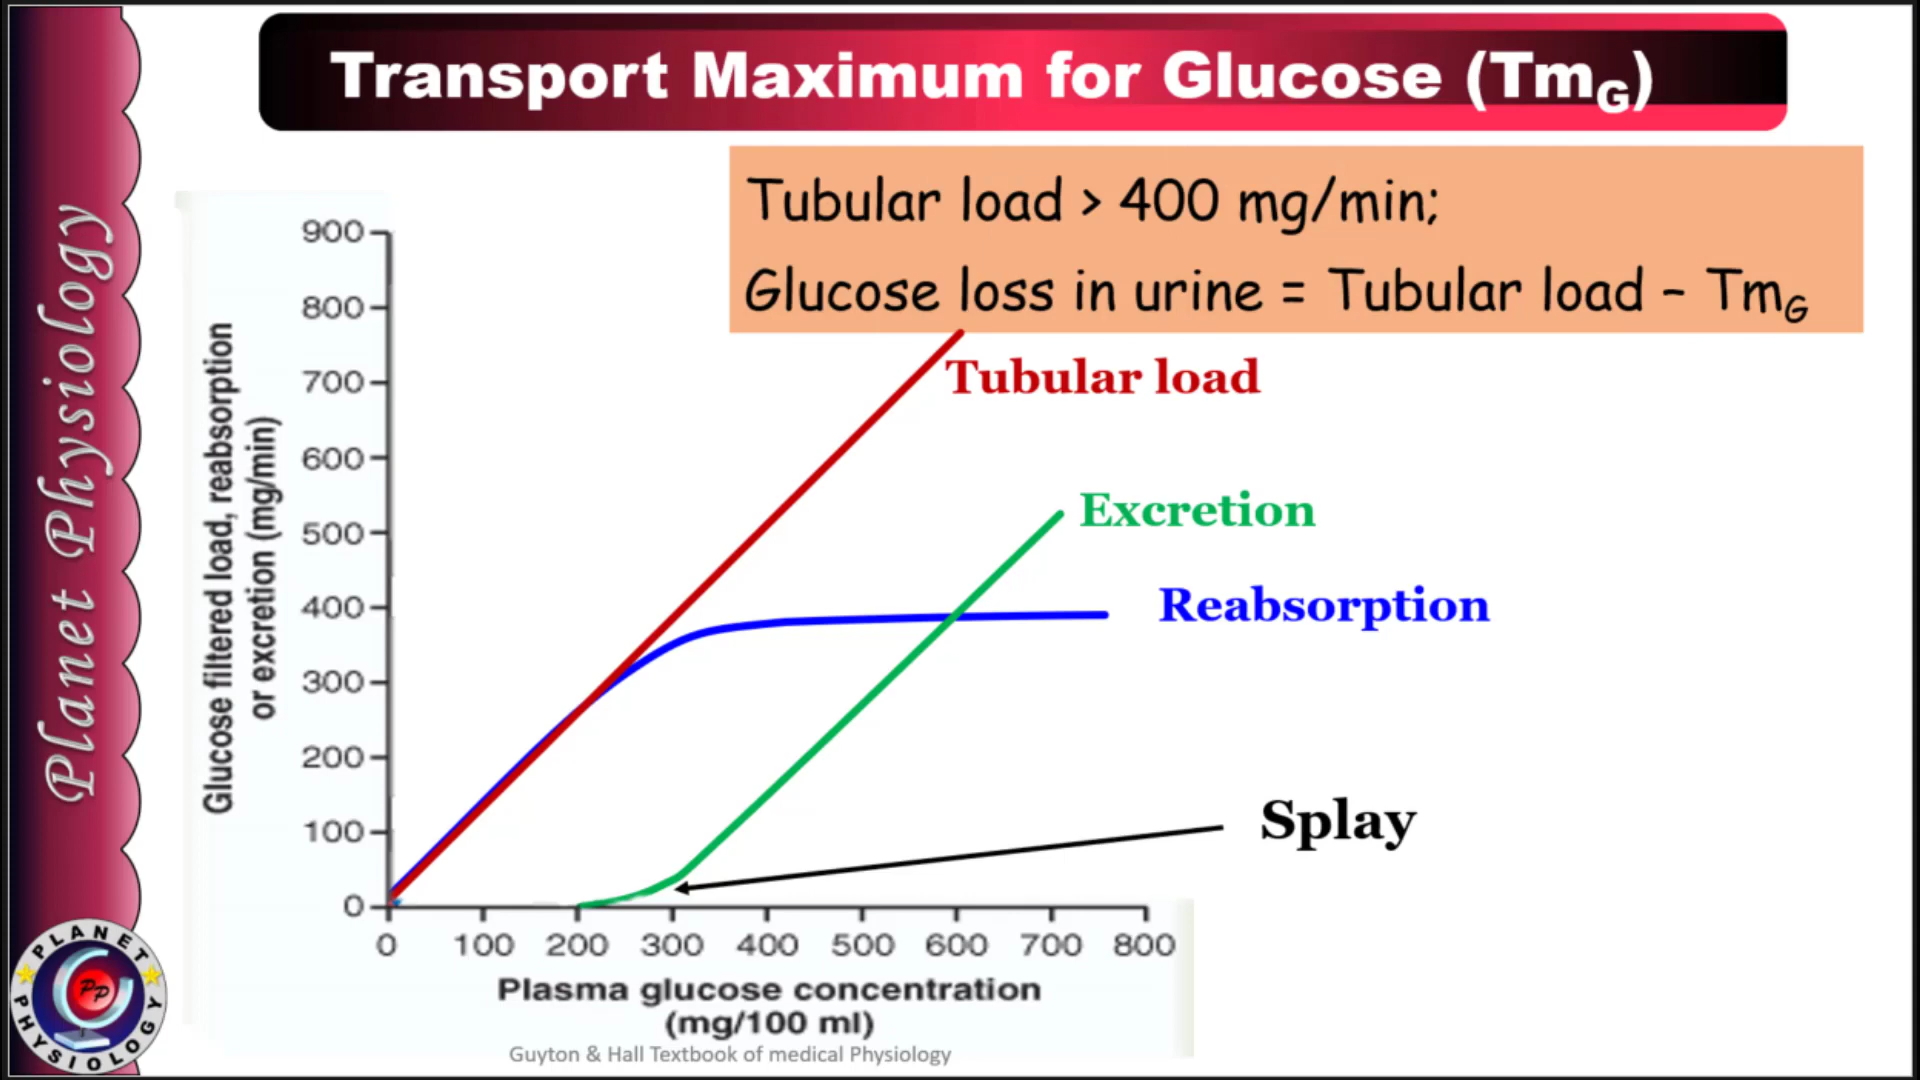 Transport Maximum for Glucose (TmG)
Planet Physiology
Tubular load > 400 mg/min;
Glucose loss in urine = Tubular load – TmG
Glucose filtered load, reabsorption
or excretion (mg/min)
900
800
700
600
500
400
300
200
100
0
Tubular load
Excretion
Reabsorption
Splay
0 100 200 300 400 500 600 700 800
Plasma glucose concentration
(mg/100 ml)
Guyton & Hall Textbook of medical Physiology
PLANET
PP
PHYSIOLOGY